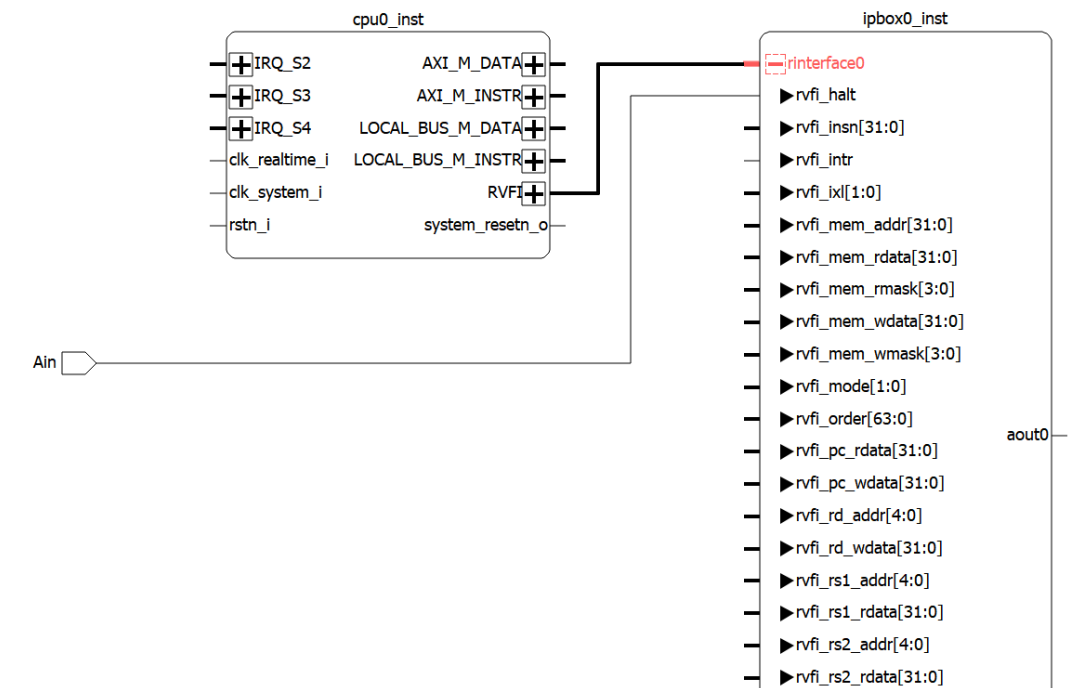 cpu0_inst
IRQ_S2
IRQ_S3
IRQ_S4
clk_realtime_i
clk_system_i
rstn_i
AXI_M_DATA
AXI_M_INSTR
LOCAL_BUS_M_DATA
LOCAL_BUS_M_INSTR
RVFI
system_resetn_o
Ain
ipbox0_inst
rinterface0
rvfi_halt
rvfi_insn[31:0]
rvfi_intr
rvfi_ixl[1:0]
rvfi_mem_addr[31:0]
rvfi_mem_rdata[31:0]
rvfi_mem_rmask[3:0]
rvfi_mem_wdata[31:0]
rvfi_mem_wmask[3:0]
rvfi_mode[1:0]
rvfi_order[63:0]
rvfi_pc_rdata[31:0]
rvfi_pc_wdata[31:0]
rvfi_rd_addr[4:0]
rvfi_rd_wdata[31:0]
rvfi_rs1_addr[4:0]
rvfi_rs1_rdata[31:0]
rvfi_rs2_addr[4:0]
rvfi_rs2_rdata[31:0]
aout0